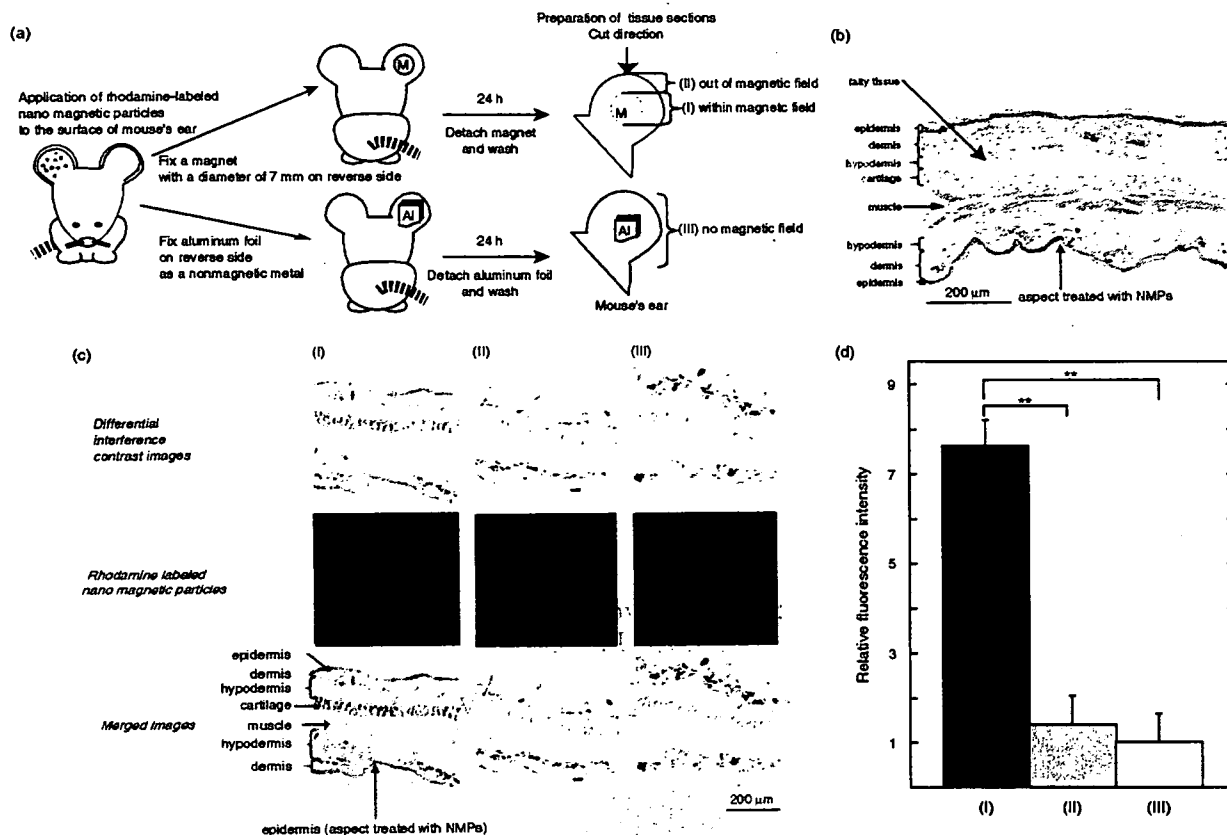 (a)
Preparation of tissue sections
Cut direction
Application of rhodamine-labeled
nano magnetic particles
to the surface of mouse's ear
M
24 h
Detach magnet
and wash
Fix a magnet
with a diameter of 7 mm on reverse side
M
(II) out of magnetic field
(I) within magnetc field
Fix aluminum foil
on reverse side
as a nonmagnetic metal
Al
24h
Detach aluminum foil
and wash
Al
(III) no magnetic field
Mouse's ear
(b)
fatty tissue
epidermis
dermis
hypodermis
cartilage
muscle
hypodermis
dermis
epidermis
200 μm
aspect treated with NMPs
(c)
(I)
(II)
(III)
Differential
interference
contrast images
Rhodamine labeled
nano magnetic particles
Merged images
epidermis
dermis
hypodermis
cartilage
muscle
hypodermis
dermis
epidermis (aspect treated with NMPs)
200 μm
(d)
Relative fluorescence intensity
9
7
5
3
1
**
**
(I)
(II)
(III)